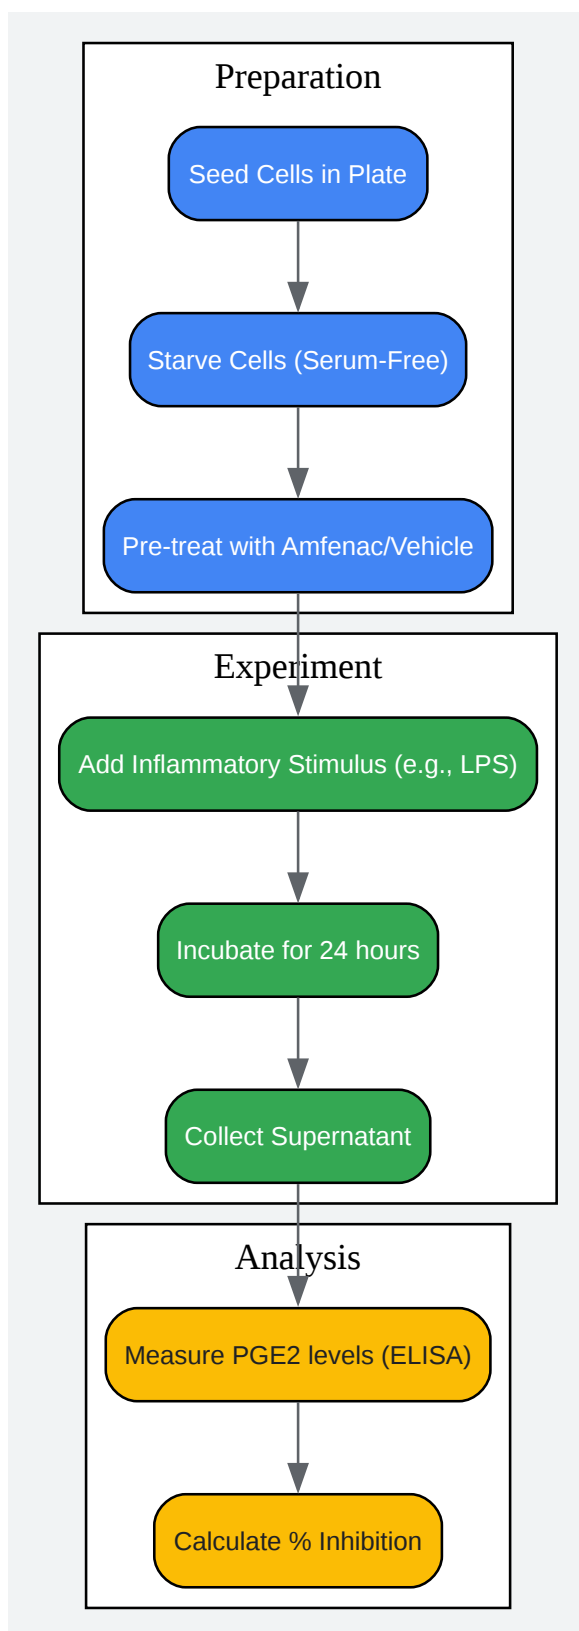 Preparation
Seed Cells in Plate
Starve Cells (Serum-Free)
Pre-treat with Amfenac/Vehicle
Experiment
Add Inflammatory Stimulus (e.g., LPS)
Incubate for 24 hours
Collect Supernatant
Analysis
Measure PGE2 levels (ELISA)
Calculate % Inhibition